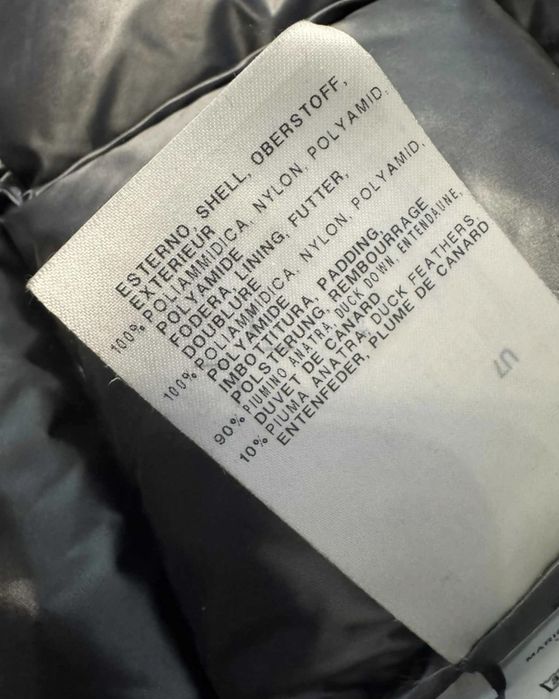 ESTERNO, SHELL, OBERSTOFF,
EXTERIEUR
100% POLIAMMIDICA, NYLON, POLYAMID.
POLYAMIDE
FODERA, LINING, FUTTER,
DOUBLURE
100% POLIAMMIDICA, NYLON, POLYAMID.
POLYAMIDE
IMBOTTITURA, PADDING,
POLSTERUNG, REMBOURRAGE
90% PIUMINO ANATRA, DUCK DOWN, ENTENDAUNE,
DUVET DE CANARD
10% PIUMA ANATRA, DUCK FEATHERS,
ENTENFEDER, PLUME DE CANARD